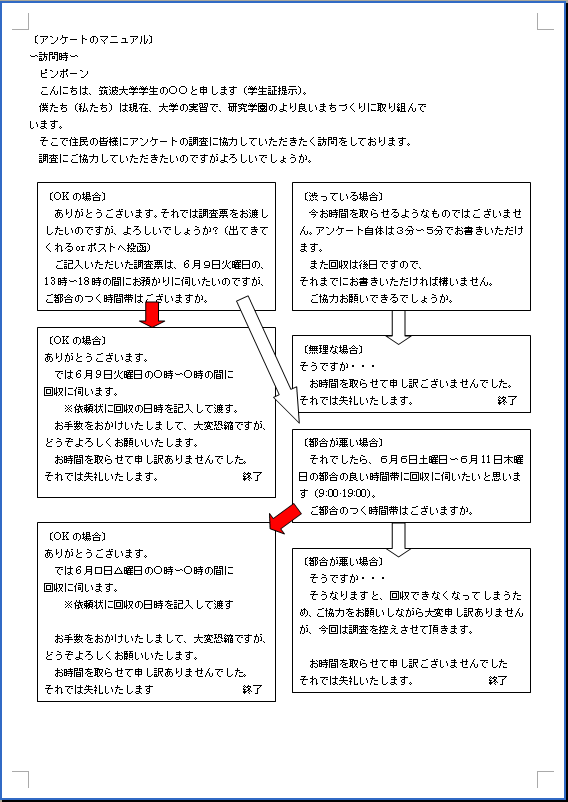 〔アンケートのマニュアル〕
～訪問時～
ピンポーン
こんにちは、筑波大学学生の〇〇と申します（学生証提示）。
僕たち（私たち）は現在、大学の実習で、研究学園のより良いまちづくりに取り組んで
います。
そこで住民の皆様にアンケートの調査に協力していただきたく訪問をしております。
調査にご協力していただきたいのですがよろしいでしょうか。
〔OKの場合〕
ありがとうございます。それでは調査票をお渡し
したいのですが、よろしいでしょうか？（出てきて
くれるorポストへ投函）
ご記入いただいた調査票は、６月９日火曜日の、
13時～18時の間にお預かりに伺いたいのですが、
ご都合のつく時間帯はございますか。
〔渋っている場合〕
今お時間を取らせるようなものではございませ
ん。アンケート自体は３分～５分でお書きいただけ
ます。
また回収は後日ですので、
それまでにお書きいただければ構いません。
ご協力お願いできるでしょうか。
〔OKの場合〕
ありがとうございます。
では６月９日火曜日の〇時～〇時の間に
回収に伺います。
※依頼状に回収の日時を記入して渡す。
お手数をおかけいたしまして、大変恐縮ですが、
どうぞよろしくお願いいたします。
お時間を取らせて申し訳ありませんでした。
それでは失礼いたします。 終了
〔無理な場合〕
そうですか・・・
お時間を取らせて申し訳ございませんでした。
それでは失礼いたします。 終了
〔都合が悪い場合〕
それでしたら、６月６日土曜日～６月11日木曜
日の都合の良い時間帯に回収に伺いたいと思いま
す（9:00-19:00）。
ご都合のつく時間帯はございますか。
〔OKの場合〕
ありがとうございます。
では６月□日△曜日の〇時～〇時の間に
回収に伺います。
※依頼状に回収の日時を記入して渡す
お手数をおかけいたしまして、大変恐縮ですが、
どうぞよろしくお願いいたします。
お時間を取らせて申し訳ありませんでした。
それでは失礼いたします 終了
〔都合が悪い場合〕
そうですか・・・
そうなりますと、回収できなくなってしまうた
め、ご協力をお願いしながら大変申し訳ありません
が、今回は調査を控えさせて頂きます。
お時間を取らせて申し訳ございませんでした
それでは失礼いたします。 終了